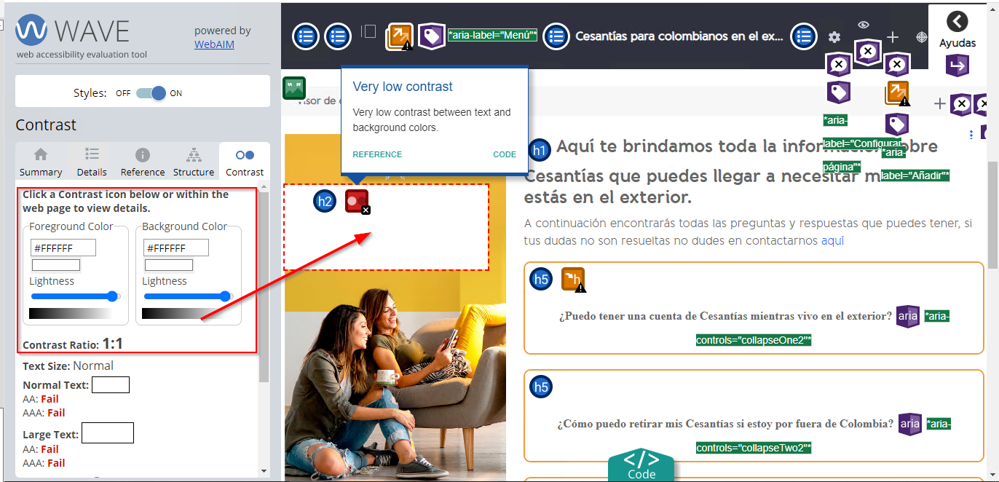 WAVE
web accessibility evaluation tool
powered by
WebAIM
Styles: OFF ON
Contrast
Summary
Details
Reference
Structure
Contrast
Click a Contrast icon below or within the
web page to view details.
Foreground Color
#FFFFFF
Lightness
Background Color
#FFFFFF
Lightness
Contrast Ratio: 1:1
Text Size: Normal
Normal Text:
AA: Fail
AAA: Fail
Large Text:
AA: Fail
AAA: Fail
*aria-label="Menú"*
Cesantías para colombianos en el ex...
Ayudas
*aria-
label="Configurar
página"*
*aria-
label="Añadir"*
Visor de
Very low contrast
Very low contrast between text and
background colors.
REFERENCE
CODE
h2
h1
Aquí te brindamos toda la
Cesantías que puedes llegar a necesitar
estás en el exterior.
A continuación encontrarás todas las preguntas y respuestas que puedes tener, si
tus dudas no son resueltas no dudes en contactarnos aquí
h5
h
¿Puedo tener una cuenta de Cesantías mientras vivo en el exterior? aria *aria-
controls="collapseOne2"*
h5
¿Cómo puedo retirar mis Cesantías si estoy por fuera de Colombia? aria *aria-
controls="collapseTwo2"*
</>
Code